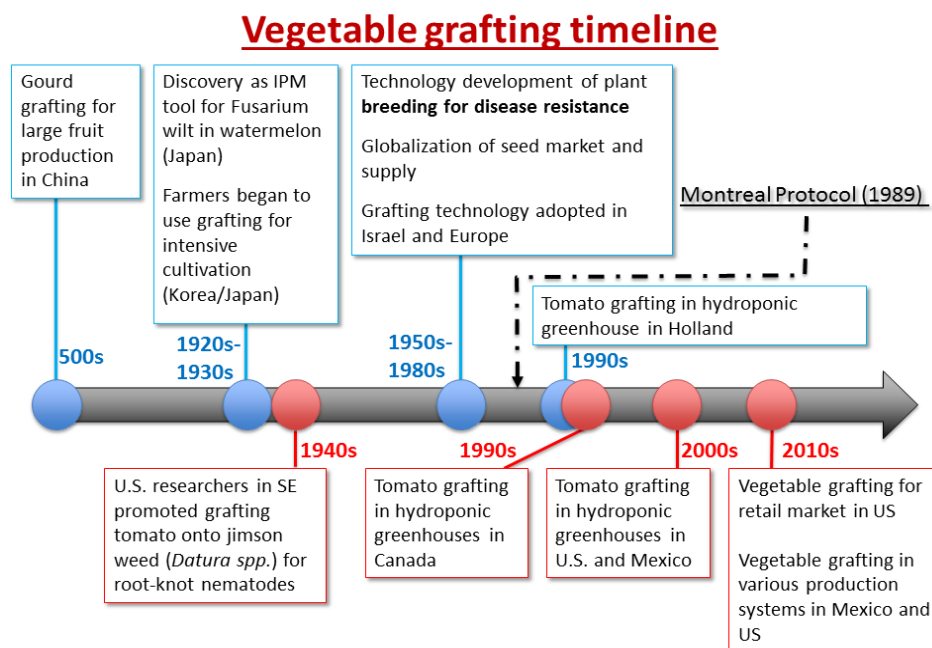 Vegetable grafting timeline
Gourd
grafting for
large fruit
production
in China
Discovery as IPM
tool for Fusarium
wilt in watermelon
(Japan)
Farmers began to
use grafting for
intensive
cultivation
(Korea/Japan)
Technology development of plant
breeding for disease resistance
Globalization of seed market and
supply
Grafting technology adopted in
Israel and Europe
Montreal Protocol (1989)
Tomato grafting in hydroponic
greenhouse in Holland
500s
1920s-
1930s
1950s-
1980s
1990s
1940s
1990s
2000s
2010s
U.S. researchers in SE
promoted grafting
tomato onto jimson
weed (Datura spp.) for
root-knot nematodes
Tomato grafting
in hydroponic
greenhouses in
Canada
Tomato grafting
in hydroponic
greenhouses in
U.S. and Mexico
Vegetable grafting for
retail market in US
Vegetable grafting in
various production
systems in Mexico and
US